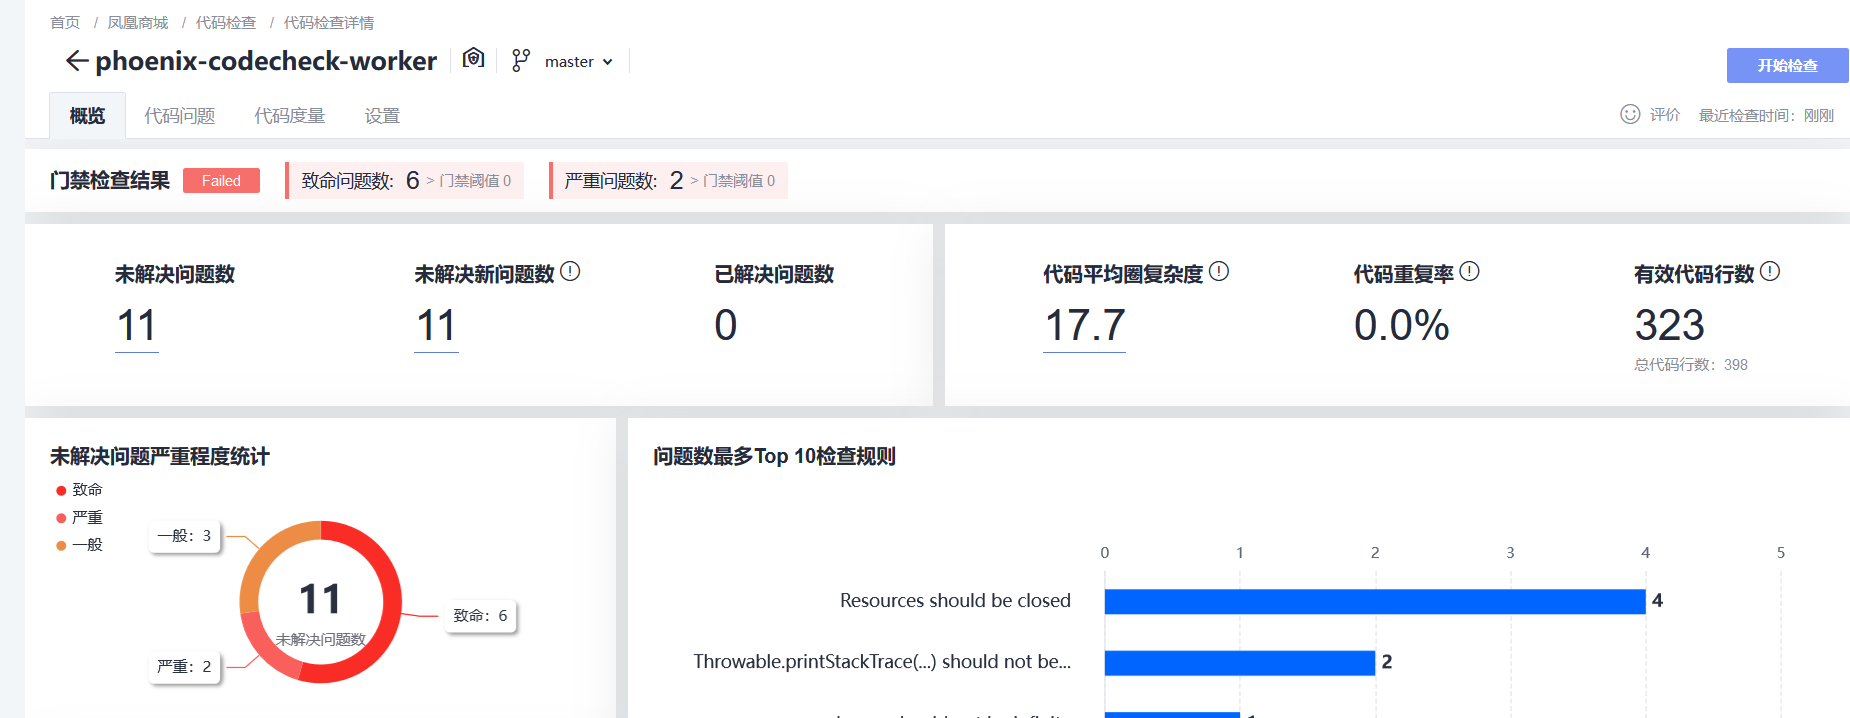 首页 / 凤凰商城 / 代码检查 / 代码检查详情
phoenix-codecheck-worker master
开始检查
概览 代码问题 代码度量 设置
评价 最近检查时间：刚刚
门禁检查结果 Failed 致命问题数: 6 > 门禁阈值 0 严重问题数: 2 > 门禁阈值 0
未解决问题数 未解决新问题数 已解决问题数
11 11 0
代码平均圈复杂度 代码重复率 有效代码行数
17.7 0.0% 323
总代码行数：398
未解决问题严重程度统计
致命
严重
一般
一般：3
11
未解决问题数
致命：6
严重：2
问题数最多Top 10检查规则
0 1 2 3 4 5
Resources should be closed 4
Throwable.printStackTrace(...) should not be... 2